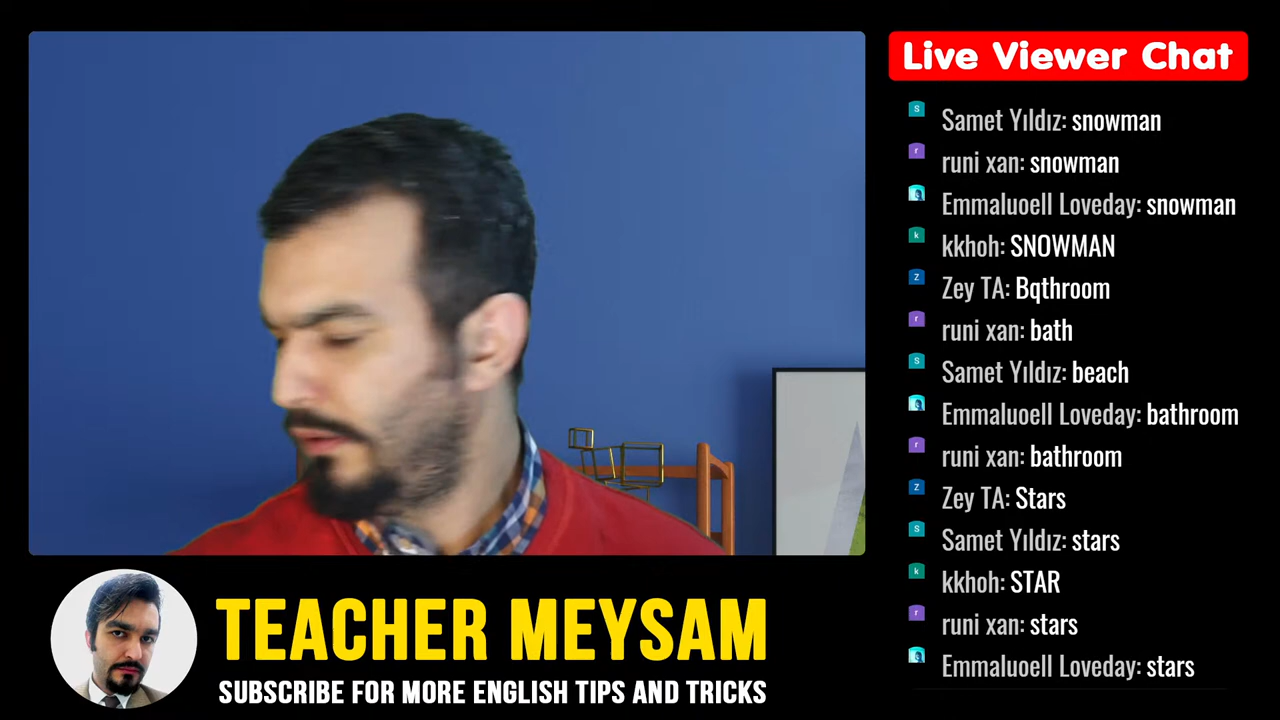 Live Viewer Chat
S
Samet Yıldız: snowman
r
runi xan: snowman
Emmaluoell Loveday: snowman
k
kkhoh: SNOWMAN
Z
Zey TA: Bqthroom
r
runi xan: bath
S
Samet Yıldız: beach
Emmaluoell Loveday: bathroom
r
runi xan: bathroom
Z
Zey TA: Stars
S
Samet Yıldız: stars
k
kkhoh: STAR
r
runi xan: stars
Emmaluoell Loveday: stars
TEACHER MEYSAM
SUBSCRIBE FOR MORE ENGLISH TIPS AND TRICKS